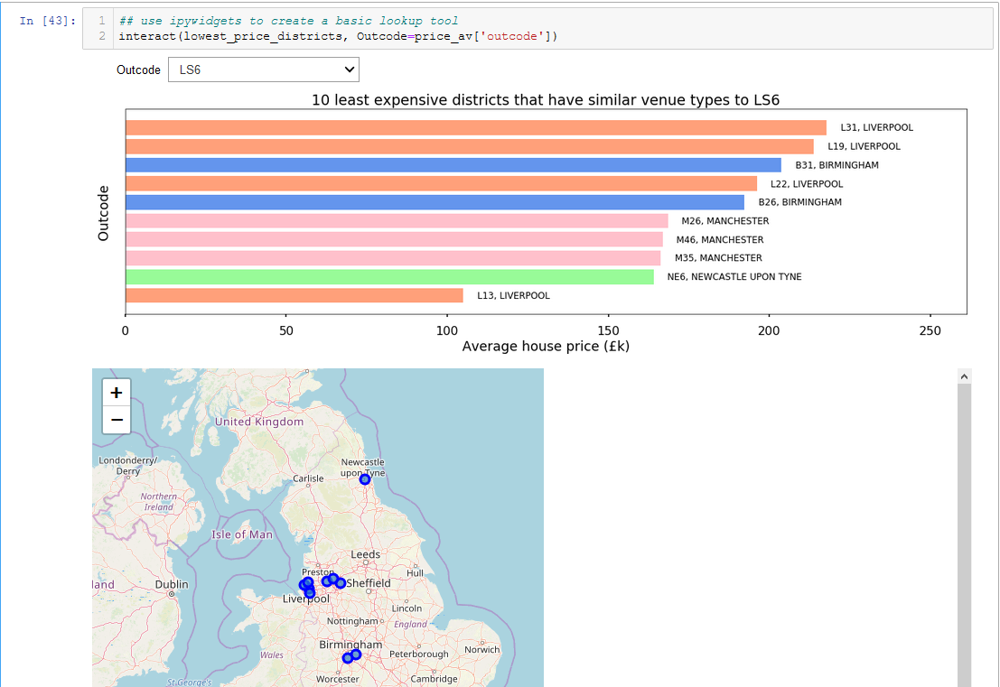 In [43]:
1 ## use ipywidgets to create a basic lookup tool
2 interact(lowest_price_districts, Outcode=price_av['outcode'])
Outcode LS6
10 least expensive districts that have similar venue types to LS6
L31, LIVERPOOL
L19, LIVERPOOL
B31, BIRMINGHAM
L22, LIVERPOOL
B26, BIRMINGHAM
M26, MANCHESTER
M46, MANCHESTER
M35, MANCHESTER
NE6, NEWCASTLE UPON TYNE
L13, LIVERPOOL
Outcode
0 50 100 150 200 250
Average house price (£k)
+
−
United Kingdom
Londonderry/
Derry
Newcastle
upon Tyne
Carlisle
Northern
Ireland
Isle of Man
Leeds
Preston
Hull
land
Dublin
Sheffield
Liverpool
Lincoln
Nottingham
England
Birmingham
Norwich
Wales
Peterborough
Worcester
Cambridge
St.George's